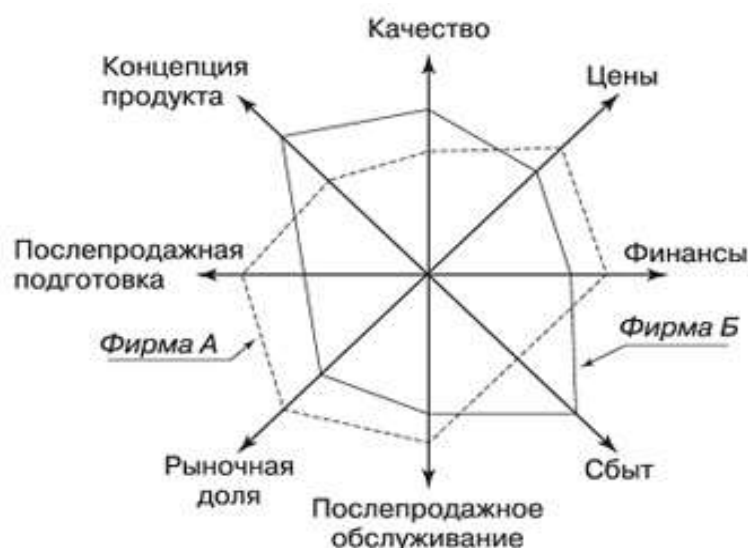 Качество
Концепция
продукта
Цены
Послепродажная
подготовка
Финансы
Фирма А
Фирма Б
Рыночная
доля
Сбыт
Послепродажное
обслуживание